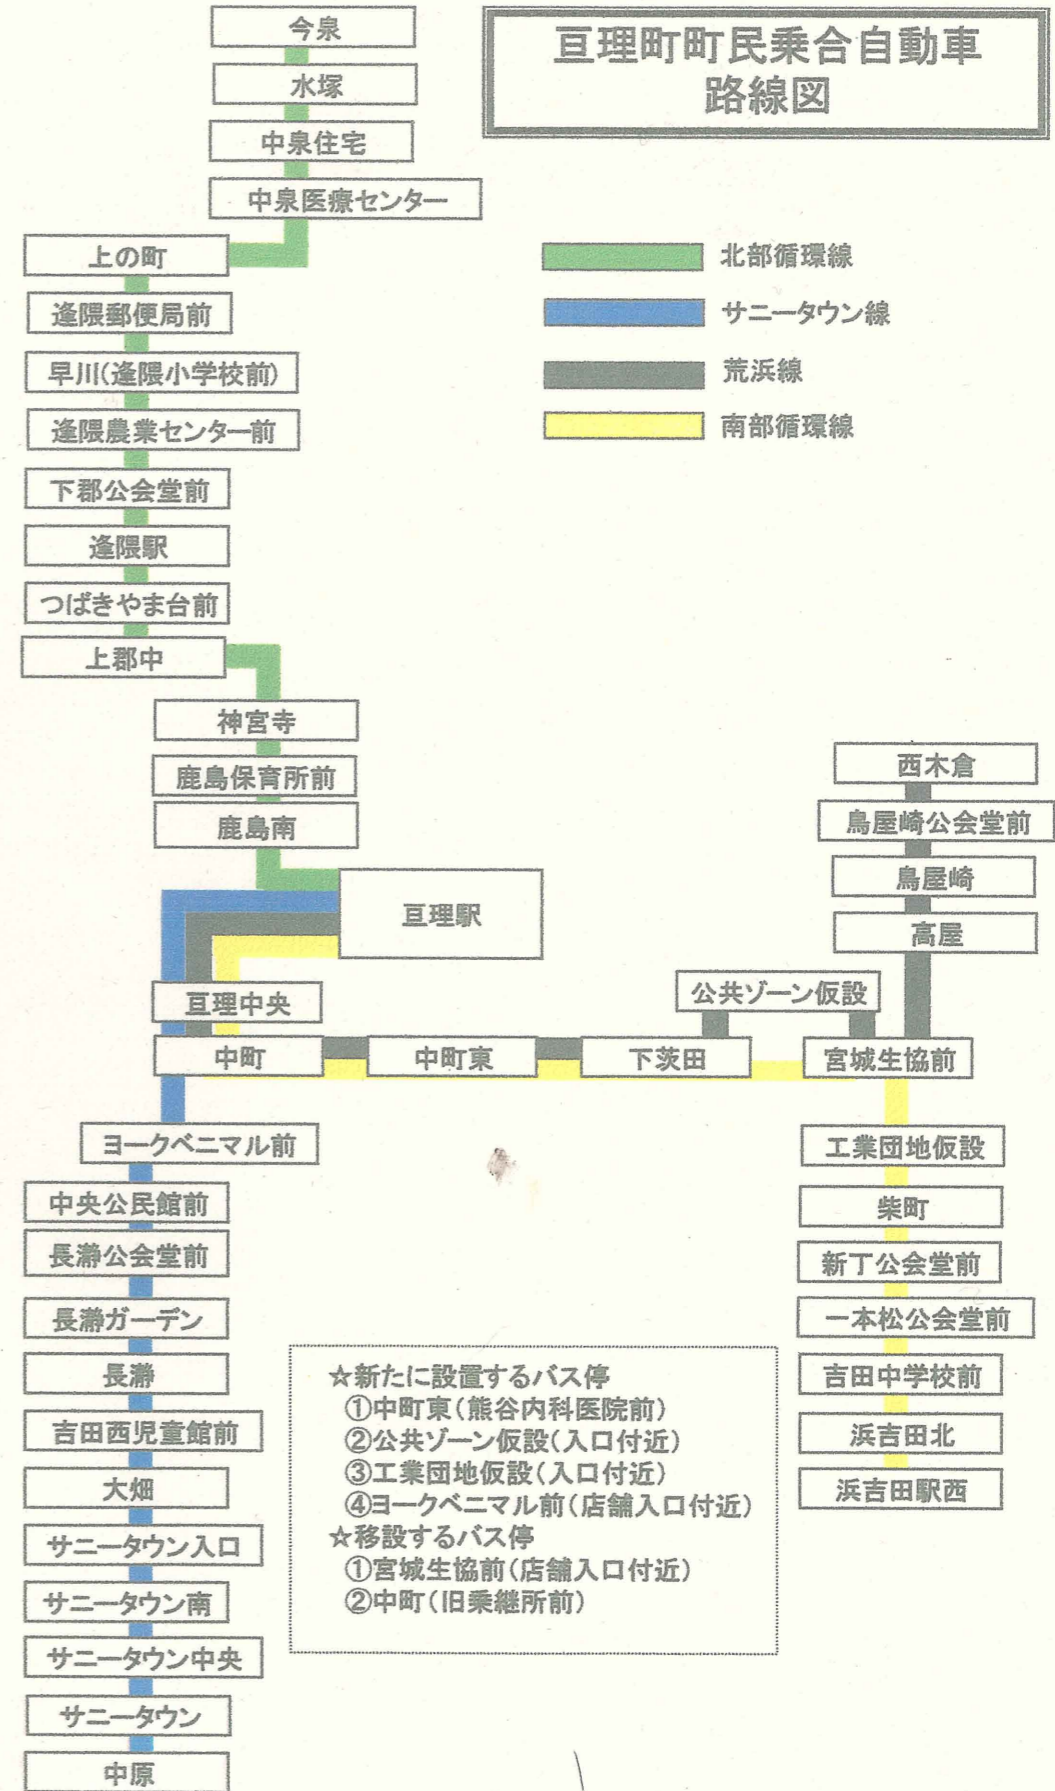 亘理町町民乗合自動車
路線図
今泉
水塚
中泉住宅
中泉医療センター
上の町
逢隈郵便局前
早川(逢隈小学校前)
逢隈農業センター前
下郡公会堂前
逢隈駅
つばきやま台前
上郡中
神宮寺
鹿島保育所前
鹿島南
亘理駅
北部循環線
サニータウン線
荒浜線
南部循環線
西木倉
鳥屋崎公会堂前
鳥屋崎
高屋
公共ゾーン仮設
亘理中央
中町
中町東
下茨田
宮城生協前
ヨークベニマル前
中央公民館前
長瀞公会堂前
長瀞ガーデン
長瀞
吉田西児童館前
大畑
サニータウン入口
サニータウン南
サニータウン中央
サニータウン
中原
工業団地仮設
柴町
新丁公会堂前
一本松公会堂前
吉田中学校前
浜吉田北
浜吉田駅西
☆新たに設置するバス停
①中町東(熊谷内科医院前)
②公共ゾーン仮設(入口付近)
③工業団地仮設(入口付近)
④ヨークベニマル前(店舗入口付近)
☆移設するバス停
①宮城生協前(店舗入口付近)
②中町(旧乗継所前)